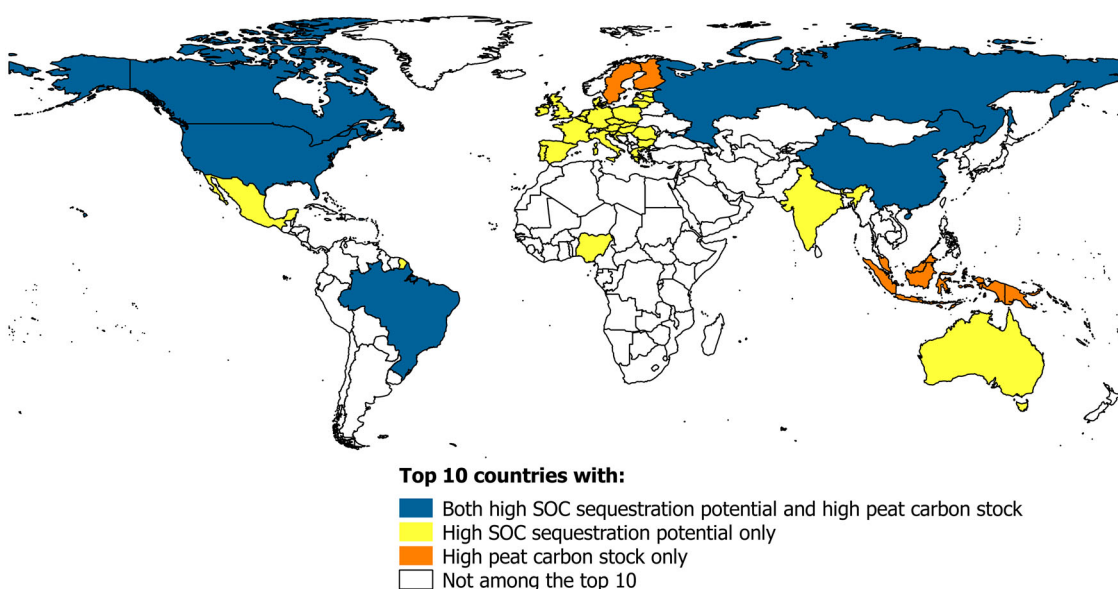 Top 10 countries with:
Both high SOC sequestration potential and high peat carbon stock
High SOC sequestration potential only
High peat carbon stock only
Not among the top 10